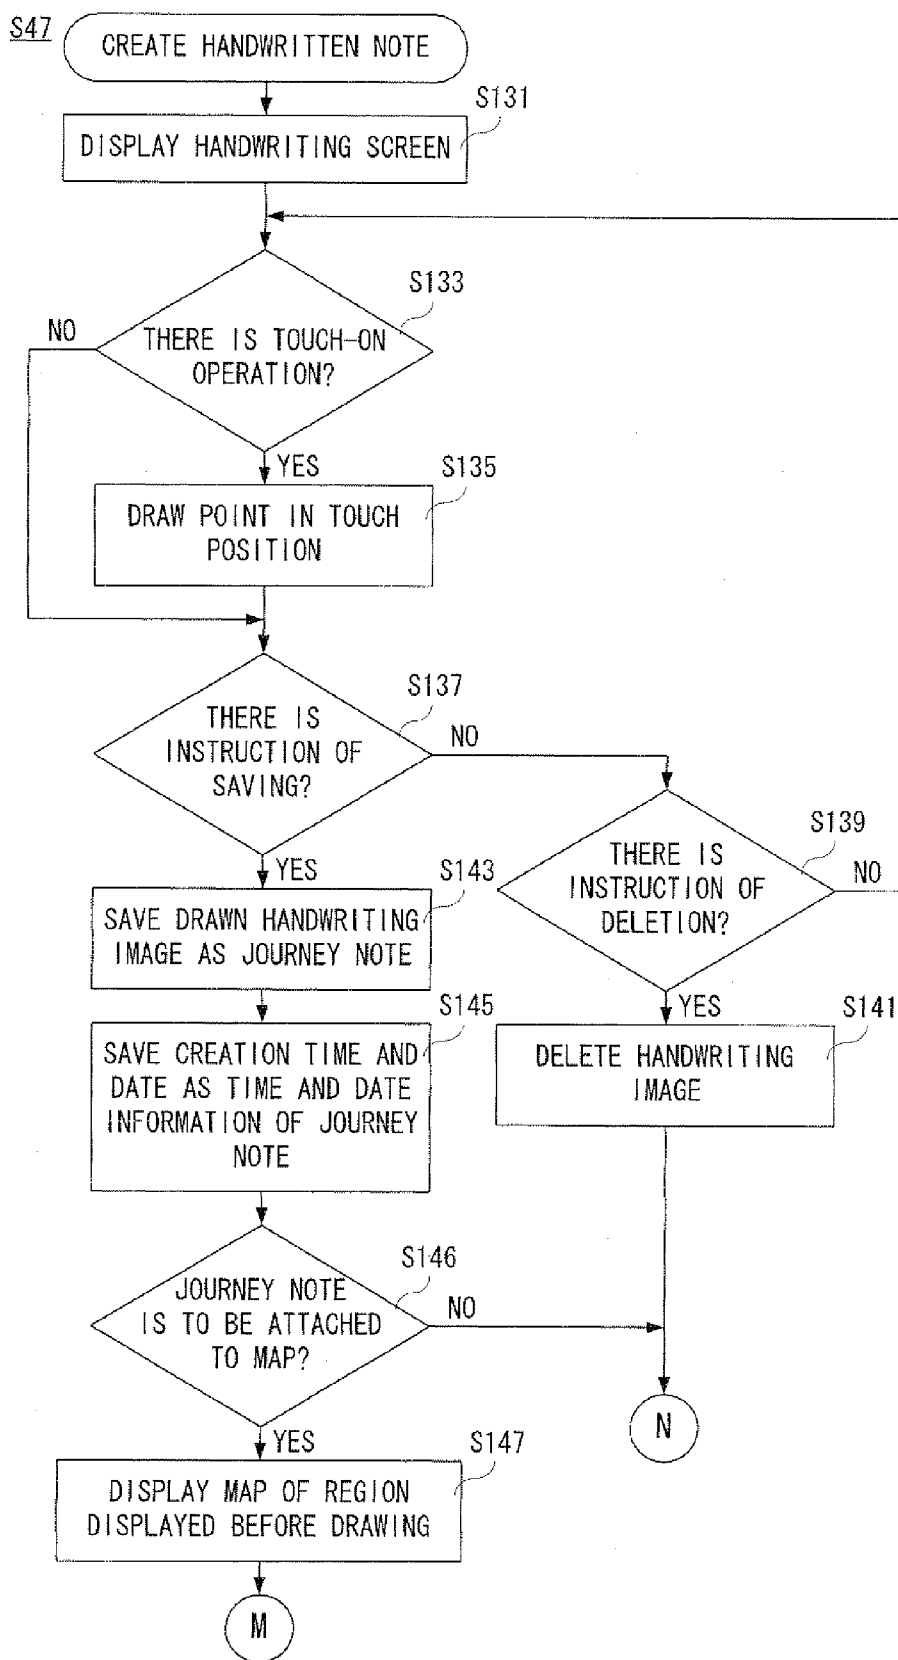 S47
CREATE HANDWRITTEN NOTE
S131
DISPLAY HANDWRITING SCREEN
S133
NO
THERE IS TOUCH-ON
OPERATION?
YES
S135
DRAW POINT IN TOUCH
POSITION
S137
THERE IS
INSTRUCTION OF
SAVING?
NO
S139
THERE IS
INSTRUCTION OF
DELETION?
NO
YES
S143
SAVE DRAWN HANDWRITING
IMAGE AS JOURNEY NOTE
YES
S141
DELETE HANDWRITING
IMAGE
S145
SAVE CREATION TIME AND
DATE AS TIME AND DATE
INFORMATION OF JOURNEY
NOTE
S146
JOURNEY NOTE
IS TO BE ATTACHED
TO MAP?
NO
N
YES
S147
DISPLAY MAP OF REGION
DISPLAYED BEFORE DRAWING
M